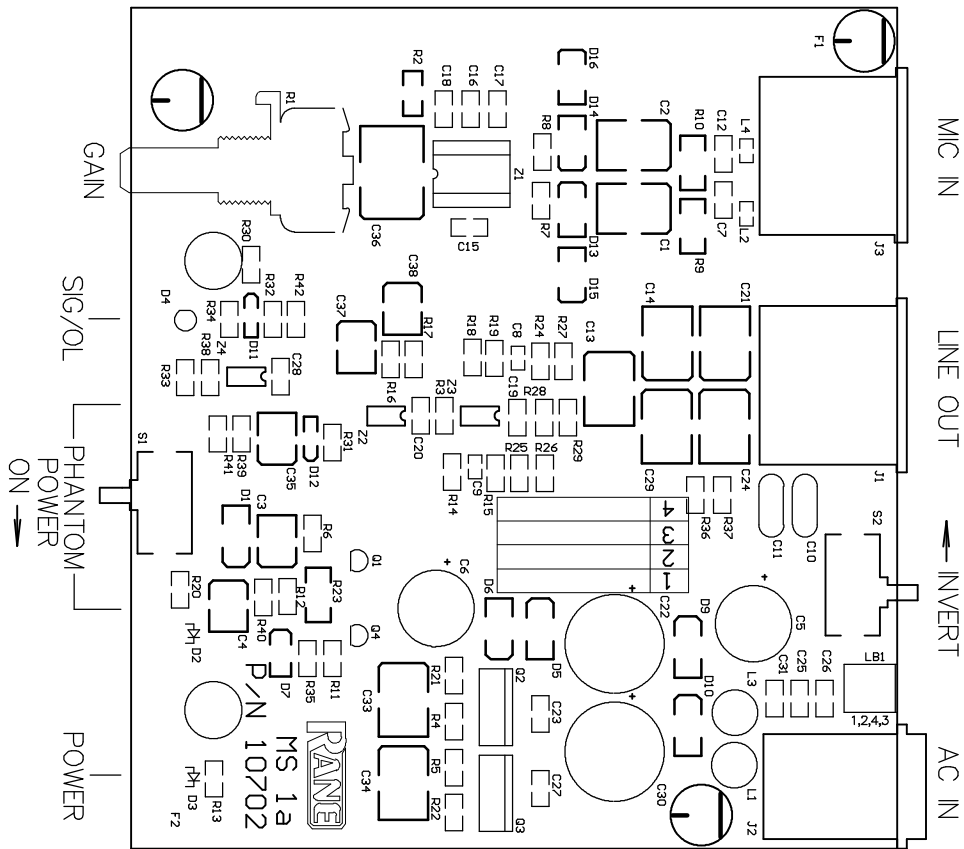 F1
MIC IN
D16
R2
C18
C16
C17
D14
R8
C2
R10
C12
L4
R1
GAIN
Z1
C36
C15
R7
D13
C1
R9
C7
L2
J3
R30
D15
SIG/OL
D4
R34
R32
R42
D11
C38
C37
R17
C14
C21
R38
Z4
C28
R33
R18
R19
C8
R24
R27
C13
LINE OUT
R16
R3
Z3
C19
R28
C20
Z2
R29
S1
R41
R39
C35
D12
R31
PHANTOM
POWER
ON
R14
C9
R15
R25
R26
C29
C24
J1
R36
R37
C11
C10
S2
INVERT
1
2
3
4
D1
C3
R6
Q1
R20
C4
R40
R12
R23
Q4
C6
D6
D5
C22
D9
C5
D2
D7
R35
R11
R21
Q2
C23
C33
R4
D10
L3
C31
C25
C26
LB1
1,2,4,3
POWER
D3
R13
F2
P/N 10702
MS 1a
RANE
C34
R5
R22
Q3
C27
C30
L1
J2
AC IN